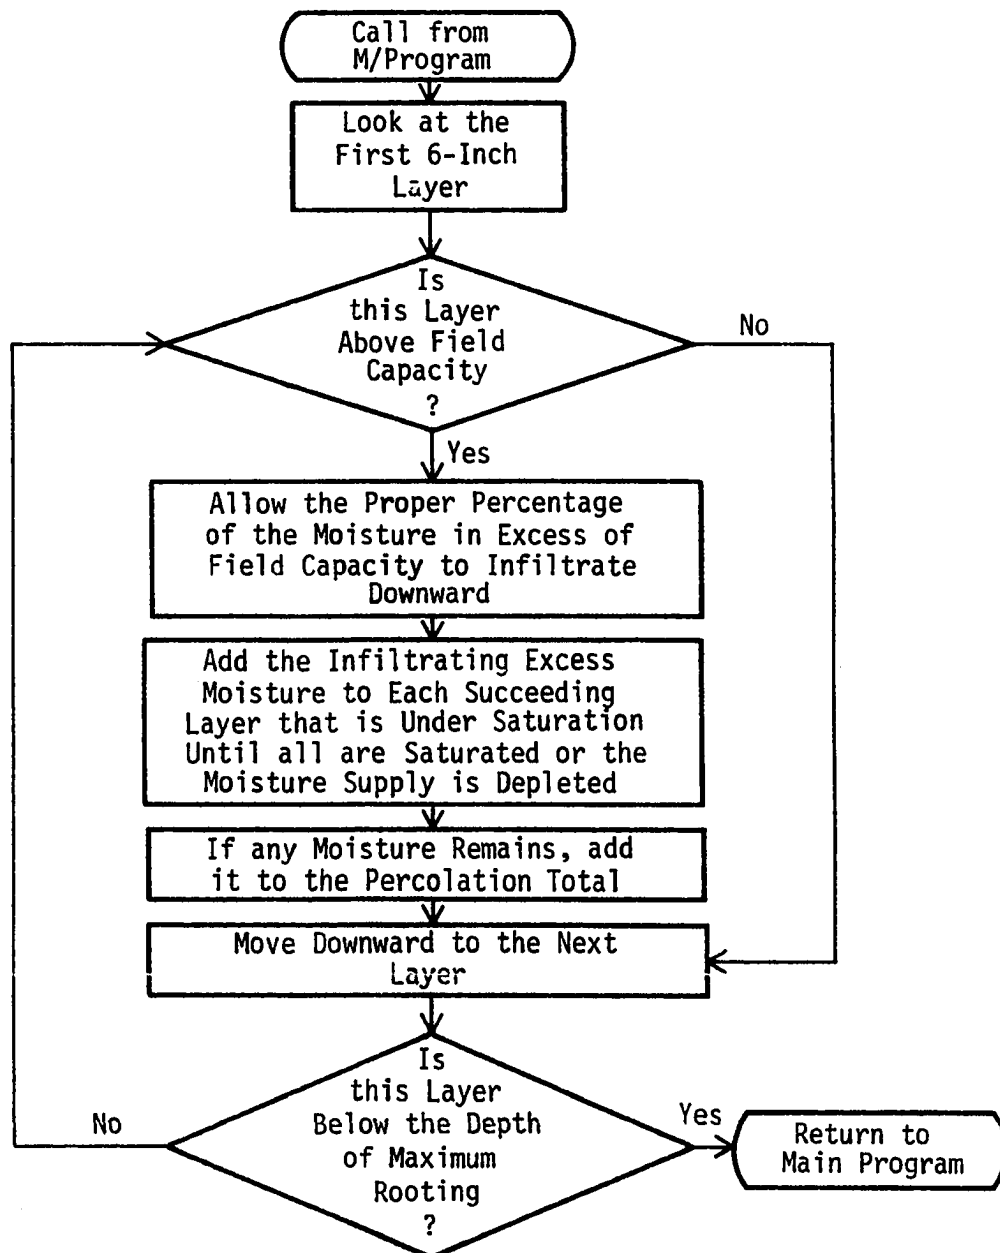 Call from
M/Program
Look at the
First 6-Inch
Layer
Is
this Layer
Above Field
Capacity
?
No
Yes
Allow the Proper Percentage
of the Moisture in Excess of
Field Capacity to Infiltrate
Downward
Add the Infiltrating Excess
Moisture to Each Succeeding
Layer that is Under Saturation
Until all are Saturated or the
Moisture Supply is Depleted
If any Moisture Remains, add
it to the Percolation Total
Move Downward to the Next
Layer
Is
this Layer
Below the Depth
of Maximum
Rooting
?
No
Yes
Return to
Main Program